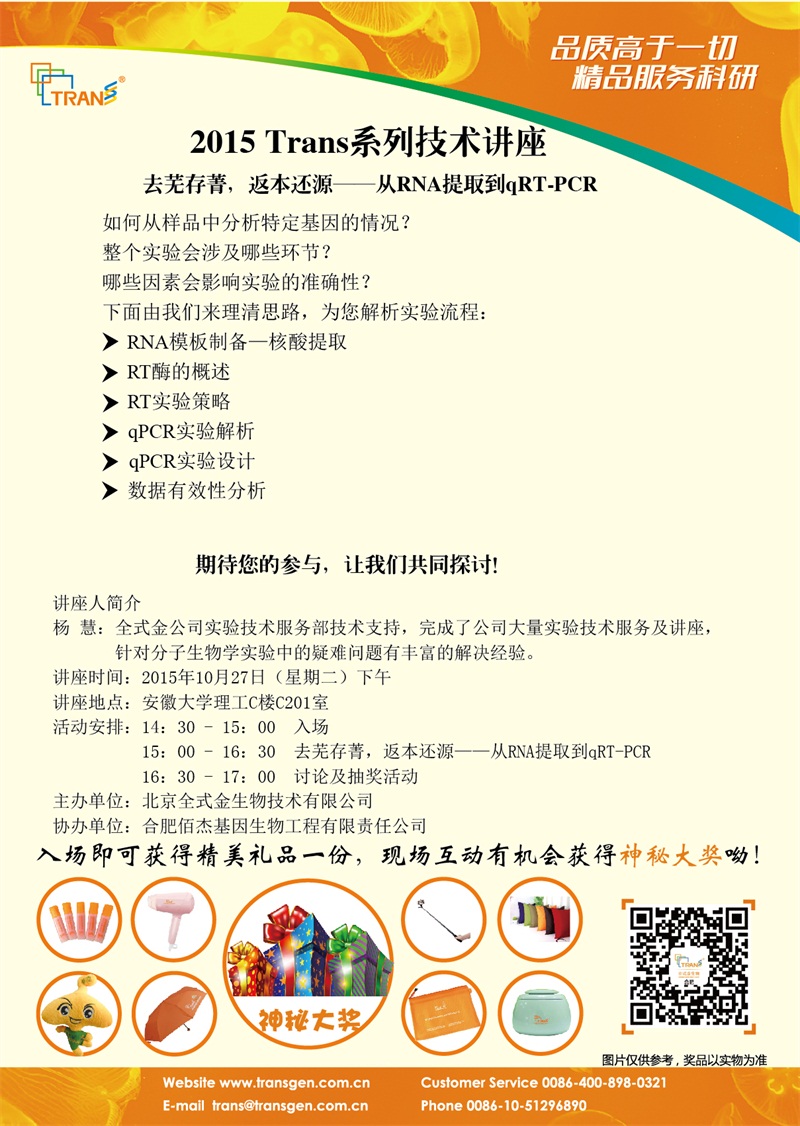 品质高于一切
精品服务科研
TRANS®
2015 Trans系列技术讲座
去芜存菁，返本还源——从RNA提取到qRT-PCR
如何从样品中分析特定基因的情况？
整个实验会涉及哪些环节？
哪些因素会影响实验的准确性？
下面由我们来理清思路，为您解析实验流程：
➤ RNA模板制备—核酸提取
➤ RT酶的概述
➤ RT实验策略
➤ qPCR实验解析
➤ qPCR实验设计
➤ 数据有效性分析
期待您的参与，让我们共同探讨！
讲座人简介
杨 慧：全式金公司实验技术服务部技术支持，完成了公司大量实验技术服务及讲座，
针对分子生物学实验中的疑难问题有丰富的解决经验。
讲座时间：2015年10月27日（星期二）下午
讲座地点：安徽大学理工C楼C201室
活动安排：14：30 - 15：00 入场
15：00 - 16：30 去芜存菁，返本还源——从RNA提取到qRT-PCR
16：30 - 17：00 讨论及抽奖活动
主办单位：北京全式金生物技术有限公司
协办单位：合肥佰杰基因生物工程有限责任公司
入场即可获得精美礼品一份，现场互动有机会获得神秘大奖呦！
神秘大奖
TRANS
图片仅供参考，奖品以实物为准
Website www.transgen.com.cn
Customer Service 0086-400-898-0321
E-mail trans@transgen.com.cn
Phone 0086-10-51296890